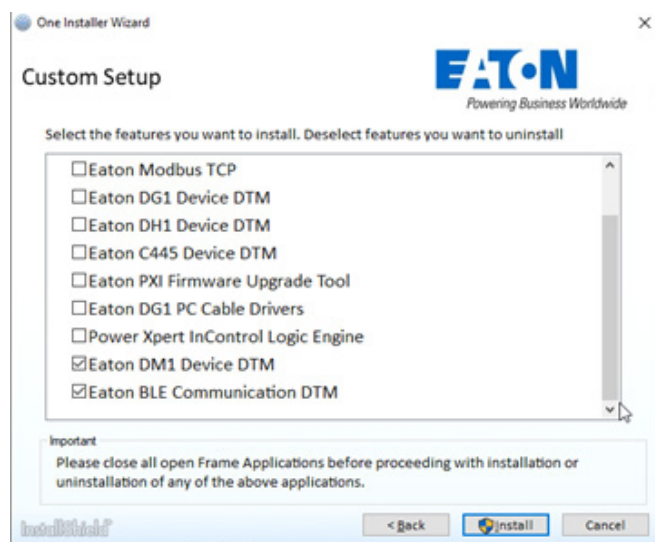 One Installer Wizard
Custom Setup
EATON
Powering Business Worldwide
Select the features you want to install. Deselect features you want to uninstall
Eaton Modbus TCP
Eaton DG1 Device DTM
Eaton DH1 Device DTM
Eaton C445 Device DTM
Eaton PXI Firmware Upgrade Tool
Eaton DG1 PC Cable Drivers
Power Xpert InControl Logic Engine
Eaton DM1 Device DTM
Eaton BLE Communication DTM
Important
Please close all open Frame Applications before proceeding with installation or
uninstallation of any of the above applications.
InstallShield
< Back Install Cancel